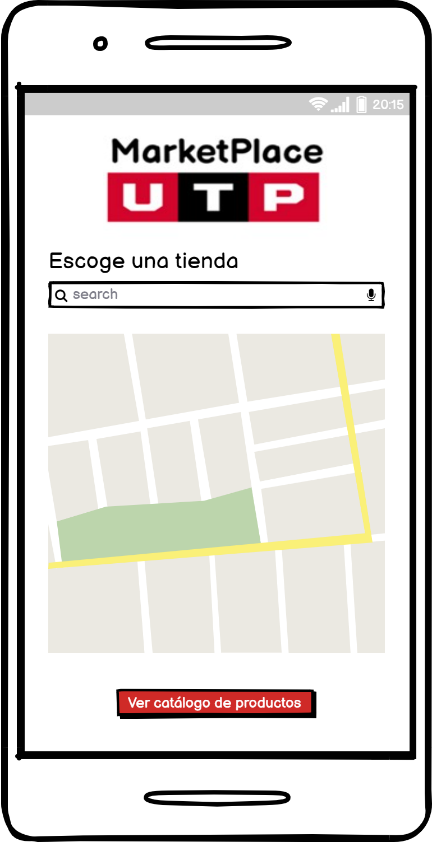 20:15
MarketPlace
UTP
Escoge una tienda
search
Ver catálogo de productos